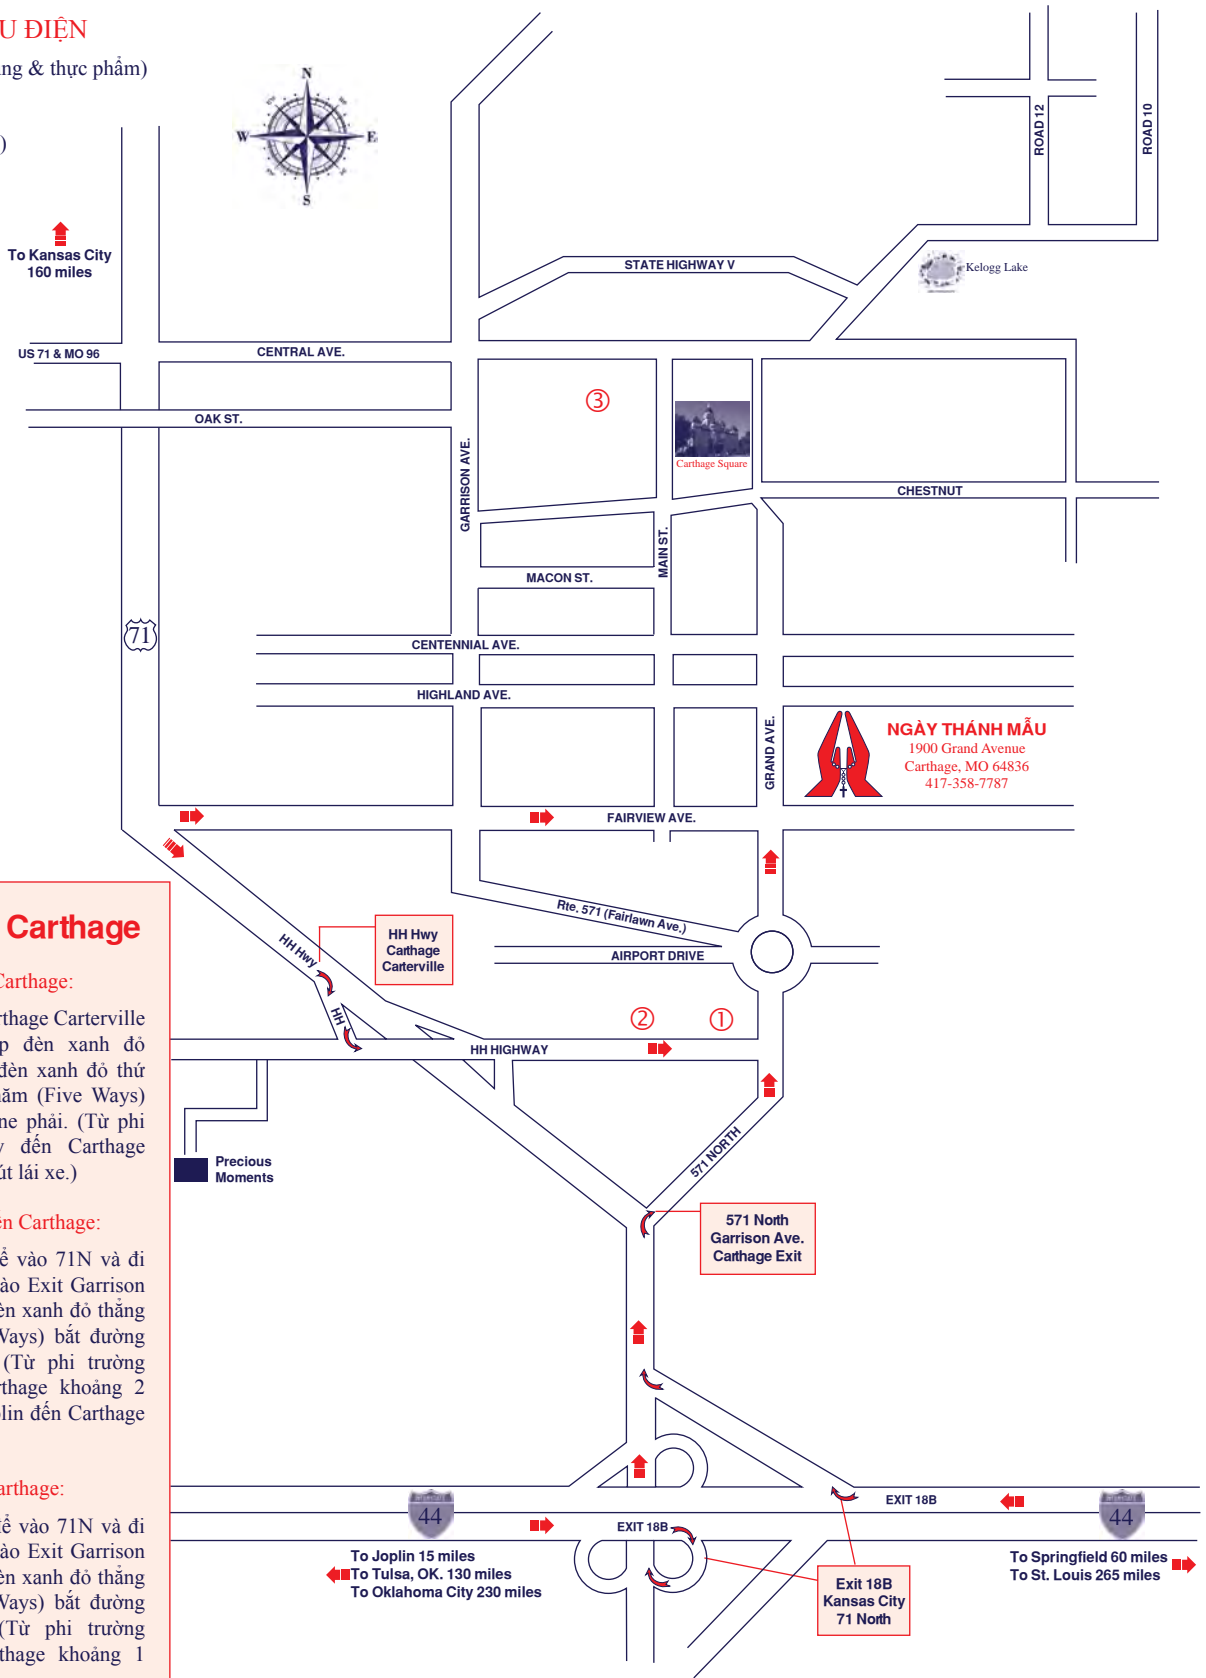 U ĐIỆN
ng & thực phẩm)
)
N
W
E
S
To Kansas City
160 miles
ROAD 12
ROAD 10
STATE HIGHWAY V
Kelogg Lake
US 71 & MO 96
CENTRAL AVE.
OAK ST.
③
Carthage Square
GARRISON AVE.
CHESTNUT
MAIN ST.
MACON ST.
71
CENTENNIAL AVE.
HIGHLAND AVE.
GRAND AVE.
NGÀY THÁNH MẪU
1900 Grand Avenue
Carthage, MO 64836
417-358-7787
FAIRVIEW AVE.
Rte. 571 (Fairlawn Ave.)
AIRPORT DRIVE
HH Hwy
HH Hwy
Carthage
Carterville
HH
② ①
HH HIGHWAY
571 NORTH
Precious
Moments
571 North
Garrison Ave.
Carthage Exit
EXIT 18B
44
EXIT 18B
44
To Joplin 15 miles
To Tulsa, OK. 130 miles
To Oklahoma City 230 miles
To Springfield 60 miles
To St. Louis 265 miles
Exit 18B
Kansas City
71 North
Carthage
Carthage:
rthage Carterville
p đèn xanh đỏ
đèn xanh đỏ thứ
năm (Five Ways)
ne phải. (Từ phi
y đến Carthage
út lái xe.)
ến Carthage:
ể vào 71N và đi
ào Exit Garrison
èn xanh đỏ thẳng
Ways) bắt đường
(Từ phi trường
rthage khoảng 2
plin đến Carthage
arthage:
để vào 71N và đi
ào Exit Garrison
èn xanh đỏ thẳng
Ways) bắt đường
(Từ phi trường
thage khoảng 1